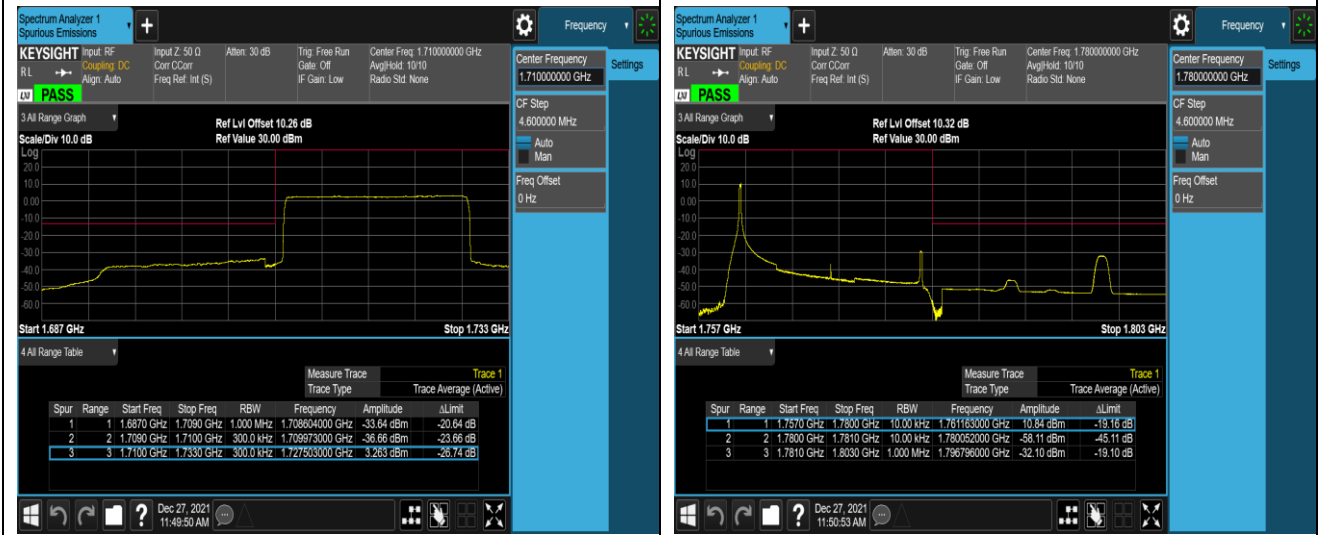 Spectrum Analyzer 1
Spurious Emissions
Frequency
KEYSIGHT Input: RF Input Z: 50 Ω Atten: 30 dB Trig: Free Run Center Freq: 1.710000000 GHz
RL Coupling: DC Corr CCorr Gate: Off Avg|Hold: 10/10
Align: Auto Freq Ref: Int (S) IF Gain: Low Radio Std: None
LXI PASS
3 All Range Graph
Ref Lvl Offset 10.26 dB
Scale/Div 10.0 dB Ref Value 30.00 dBm
Log
20.0
10.0
0.00
-10.0
-20.0
-30.0
-40.0
-50.0
-60.0
Start 1.687 GHz Stop 1.733 GHz
4 All Range Table
Measure Trace Trace 1
Trace Type Trace Average (Active)
Spur Range Start Freq Stop Freq RBW Frequency Amplitude ΔLimit
1 1 1.6870 GHz 1.7090 GHz 1.000 MHz 1.708604000 GHz -33.64 dBm -20.64 dB
2 2 1.7090 GHz 1.7100 GHz 300.0 kHz 1.709973000 GHz -36.66 dBm -23.66 dB
3 3 1.7100 GHz 1.7330 GHz 300.0 kHz 1.727503000 GHz 3.263 dBm -26.74 dB
?
Dec 27, 2021
11:49:50 AM
Center Frequency
1.710000000 GHz
Settings
CF Step
4.600000 MHz
Auto
Man
Freq Offset
0 Hz
Spectrum Analyzer 1
Spurious Emissions
Frequency
KEYSIGHT Input: RF Input Z: 50 Ω Atten: 30 dB Trig: Free Run Center Freq: 1.780000000 GHz
RL Coupling: DC Corr CCorr Gate: Off Avg|Hold: 10/10
Align: Auto Freq Ref: Int (S) IF Gain: Low Radio Std: None
LXI PASS
3 All Range Graph
Ref Lvl Offset 10.32 dB
Scale/Div 10.0 dB Ref Value 30.00 dBm
Log
20.0
10.0
0.00
-10.0
-20.0
-30.0
-40.0
-50.0
-60.0
Start 1.757 GHz Stop 1.803 GHz
4 All Range Table
Measure Trace Trace 1
Trace Type Trace Average (Active)
Spur Range Start Freq Stop Freq RBW Frequency Amplitude ΔLimit
1 1 1.7570 GHz 1.7800 GHz 10.00 kHz 1.761163000 GHz 10.84 dBm -19.16 dB
2 2 1.7800 GHz 1.7810 GHz 10.00 kHz 1.780052000 GHz -58.11 dBm -45.11 dB
3 3 1.7810 GHz 1.8030 GHz 1.000 MHz 1.796796000 GHz -32.10 dBm -19.10 dB
?
Dec 27, 2021
11:50:53 AM
Center Frequency
1.780000000 GHz
Settings
CF Step
4.600000 MHz
Auto
Man
Freq Offset
0 Hz